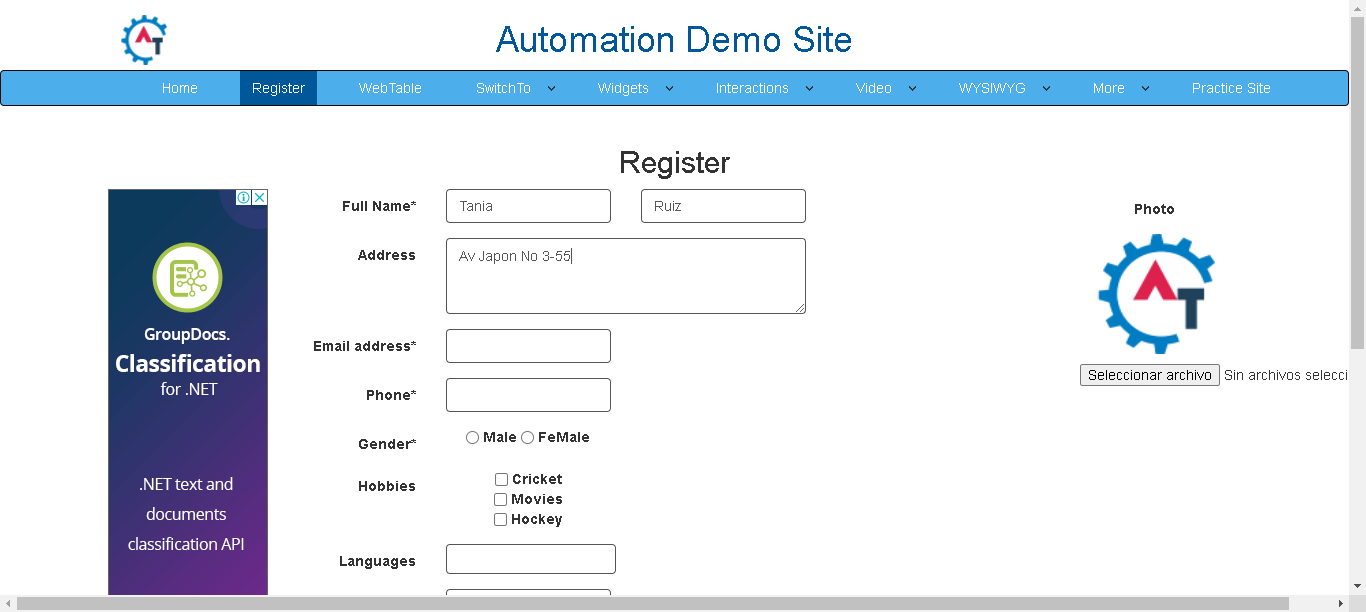 Automation Demo Site
Home Register WebTable SwitchTo Widgets Interactions Video WYSIWYG More Practice Site
Register
Full Name* Tania Ruiz
Address Av Japon No 3-55
Email address*
Phone*
Gender* Male FeMale
Hobbies Cricket
Movies
Hockey
Languages
Photo
Seleccionar archivo Sin archivos selecci
GroupDocs.
Classification
for .NET
.NET text and
documents
classification API